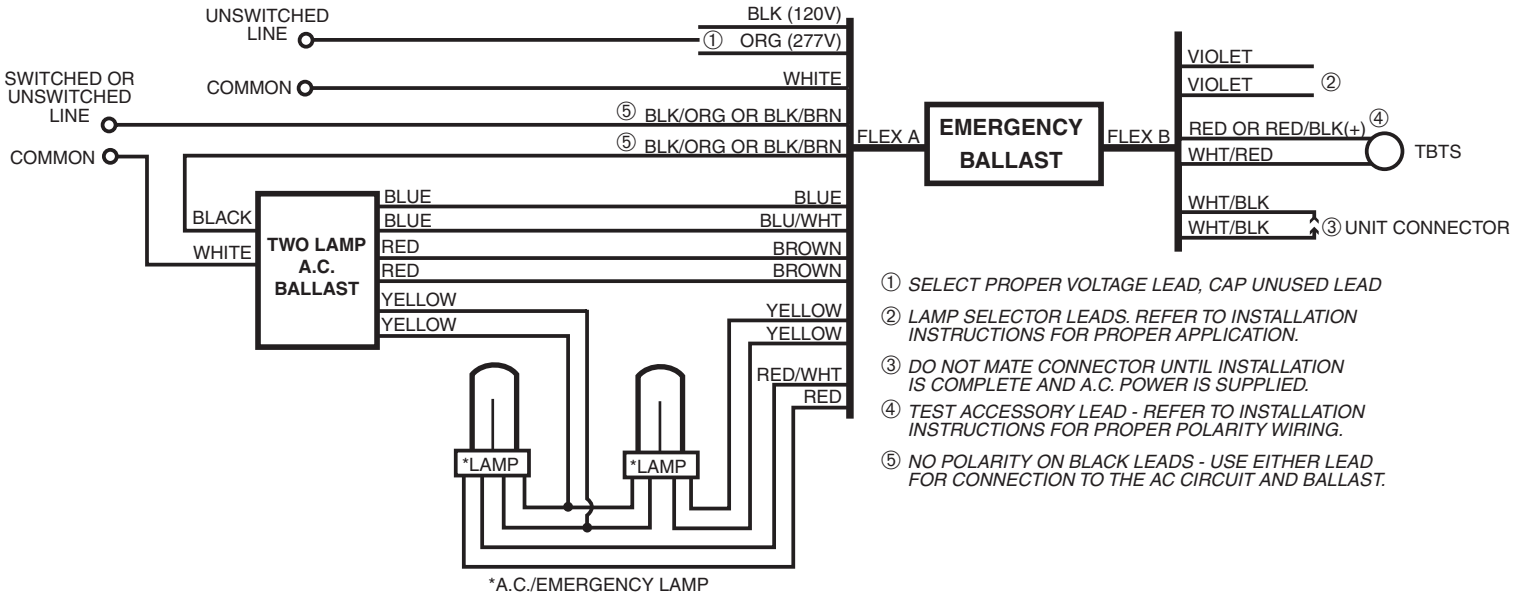 UNSWITCHED
LINE
BLK (120V)
① ORG (277V)
COMMON
WHITE
SWITCHED OR
UNSWITCHED
LINE
⑤ BLK/ORG OR BLK/BRN
COMMON
⑤ BLK/ORG OR BLK/BRN
FLEX A
EMERGENCY
BALLAST
FLEX B
VIOLET
VIOLET
②
RED OR RED/BLK(+)
④
WHT/RED
TBTS
WHT/BLK
WHT/BLK
③ UNIT CONNECTOR
BLACK
WHITE
TWO LAMP
A.C.
BALLAST
BLUE
BLUE
BLUE
BLU/WHT
RED
BROWN
RED
BROWN
YELLOW
YELLOW
YELLOW
YELLOW
RED/WHT
RED
*LAMP
*LAMP
*A.C./EMERGENCY LAMP
① SELECT PROPER VOLTAGE LEAD, CAP UNUSED LEAD
② LAMP SELECTOR LEADS. REFER TO INSTALLATION
INSTRUCTIONS FOR PROPER APPLICATION.
③ DO NOT MATE CONNECTOR UNTIL INSTALLATION
IS COMPLETE AND A.C. POWER IS SUPPLIED.
④ TEST ACCESSORY LEAD - REFER TO INSTALLATION
INSTRUCTIONS FOR PROPER POLARITY WIRING.
⑤ NO POLARITY ON BLACK LEADS - USE EITHER LEAD
FOR CONNECTION TO THE AC CIRCUIT AND BALLAST.